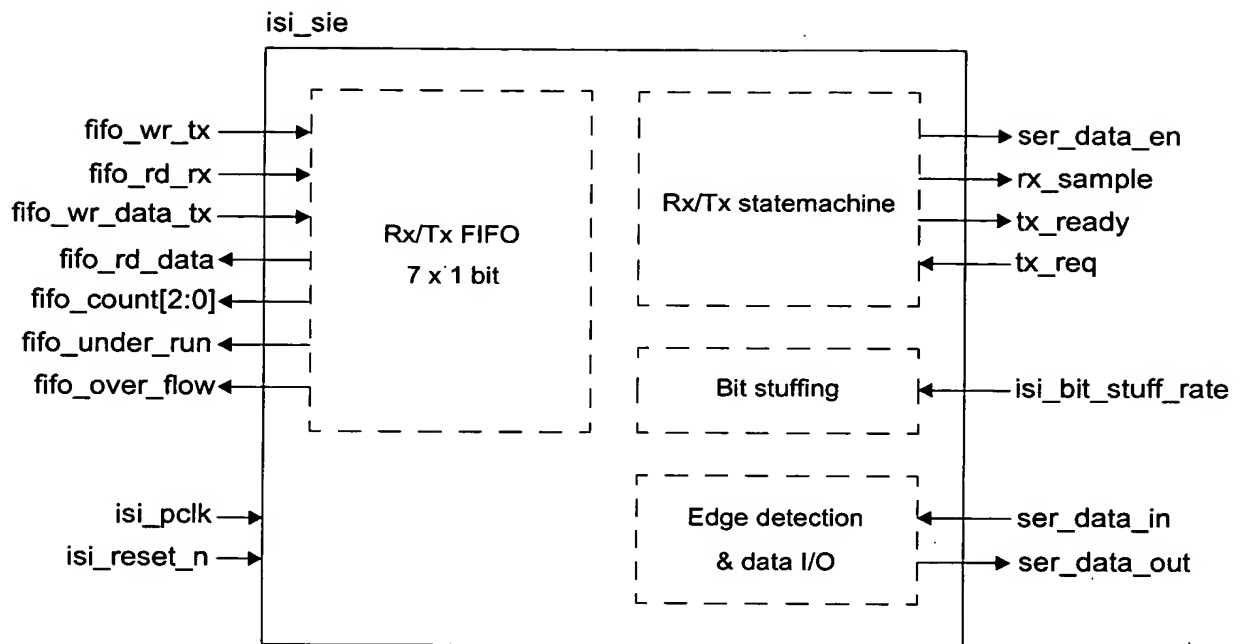 isi_sie
fifo_wr_tx
fifo_rd_rx
fifo_wr_data_tx
fifo_rd_data
fifo_count[2:0]
fifo_under_run
fifo_over_flow
isi_pclk
isi_reset_n
Rx/Tx FIFO
7 x 1 bit
Rx/Tx statemachine
Bit stuffing
Edge detection
& data I/O
ser_data_en
rx_sample
tx_ready
tx_req
isi_bit_stuff_rate
ser_data_in
ser_data_out